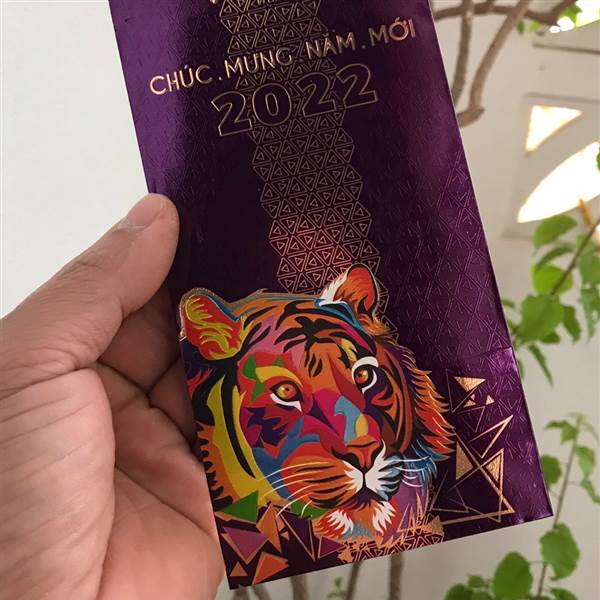 CHÚC . MỪNG . NĂM . MỚI
2022